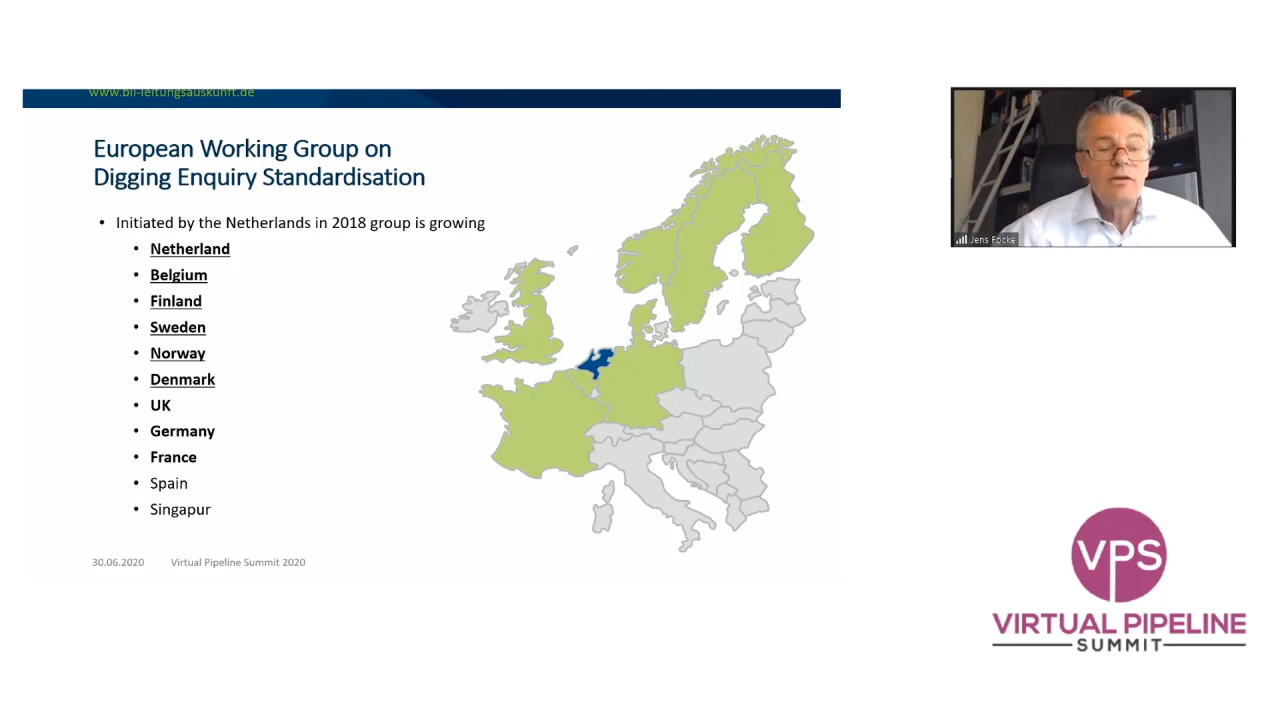 www.bil-leitungsauskunft.de
European Working Group on
Digging Enquiry Standardisation
• Initiated by the Netherlands in 2018 group is growing
• Netherland
• Belgium
• Finland
• Sweden
• Norway
• Denmark
• UK
• Germany
• France
• Spain
• Singapur
30.06.2020 Virtual Pipeline Summit 2020
Jens Focke
VPS
VIRTUAL PIPELINE
SUMMIT